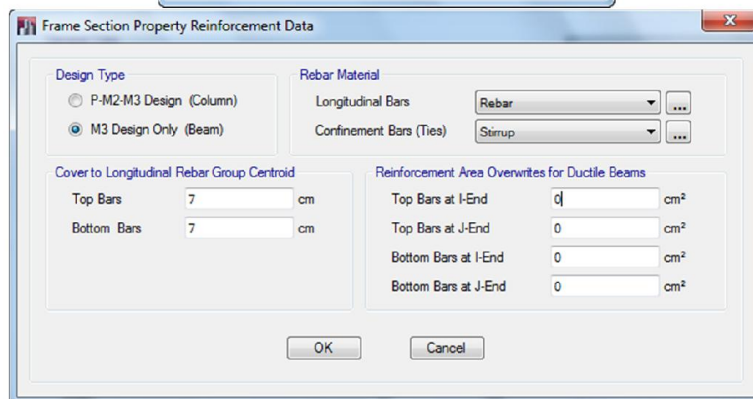 Frame Section Property Reinforcement Data
Design Type
P-M2-M3 Design (Column)
M3 Design Only (Beam)
Rebar Material
Longitudinal Bars Rebar ...
Confinement Bars (Ties) Stirrup ...
Cover to Longitudinal Rebar Group Centroid
Top Bars 7 cm
Bottom Bars 7 cm
Reinforcement Area Overwrites for Ductile Beams
Top Bars at I-End 0 cm²
Top Bars at J-End 0 cm²
Bottom Bars at I-End 0 cm²
Bottom Bars at J-End 0 cm²
OK Cancel